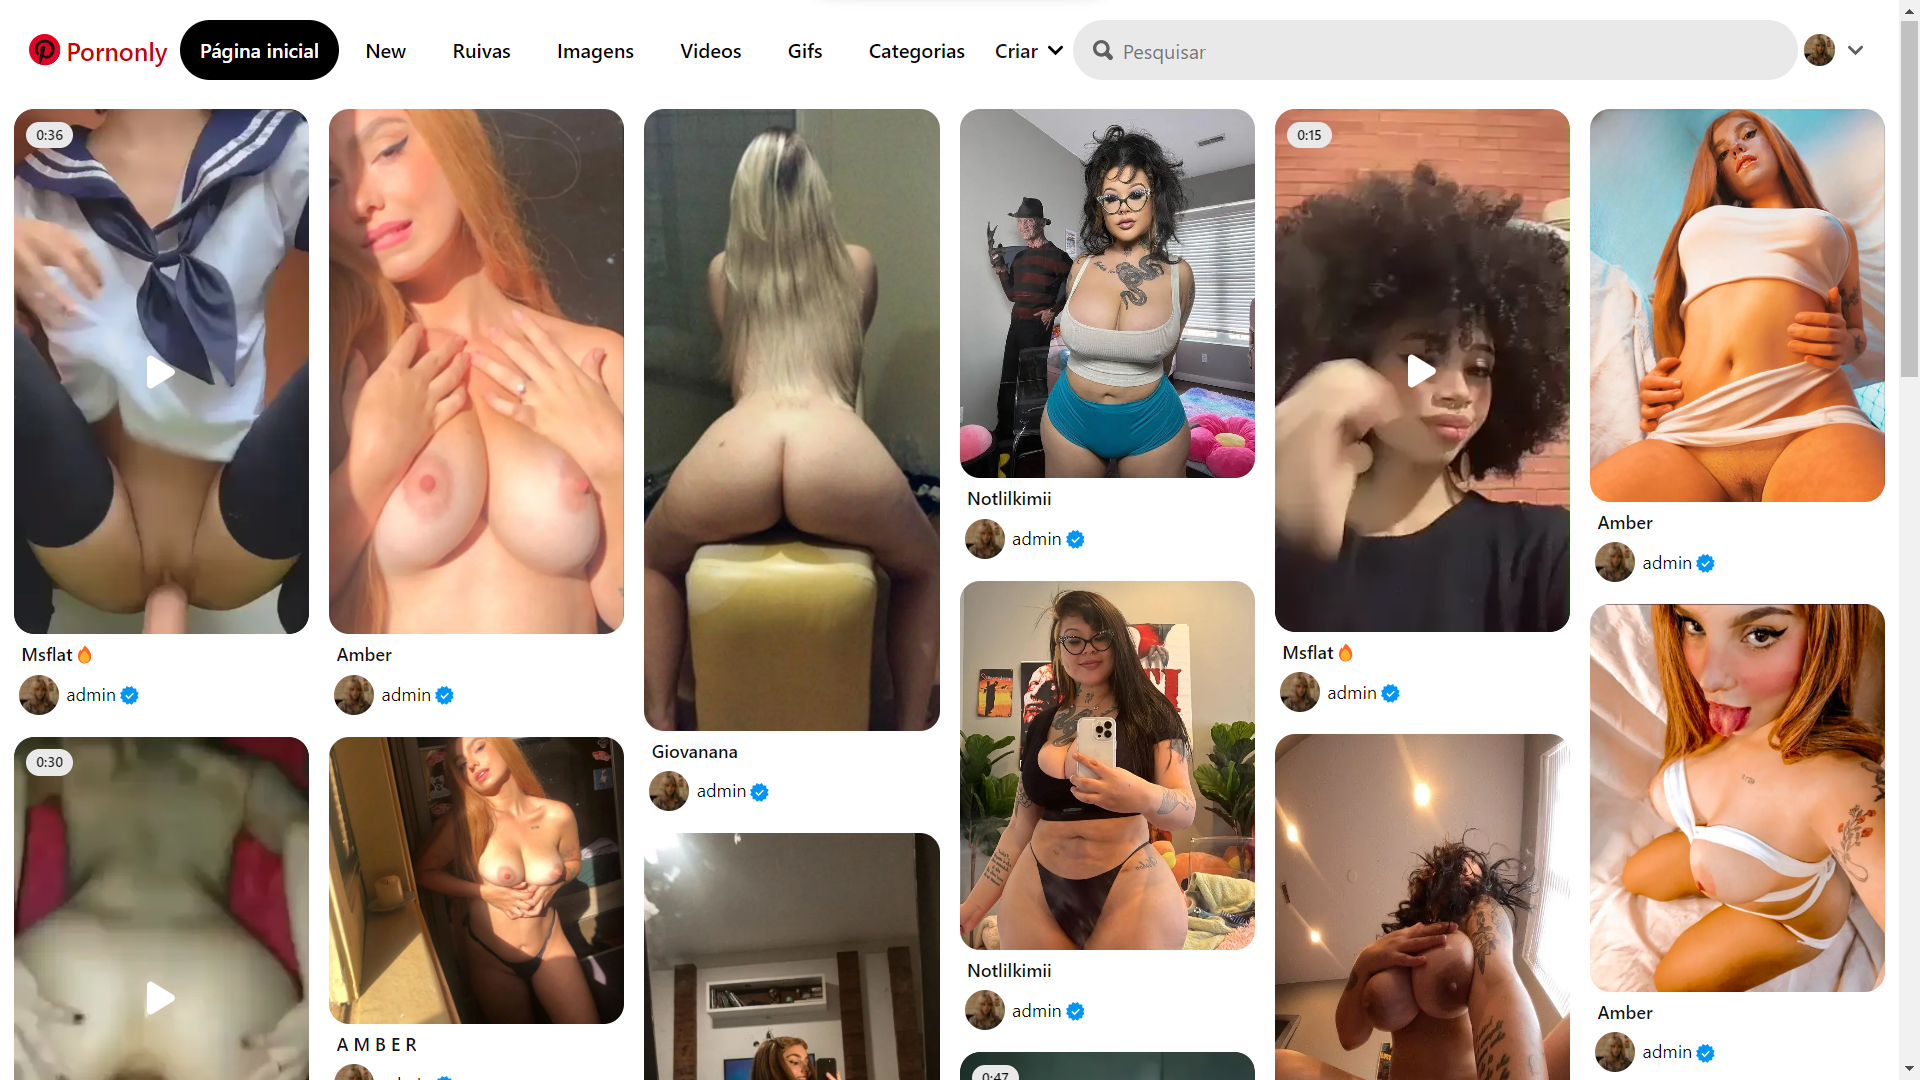 Pornonly
Página inicial
New
Ruivas
Imagens
Videos
Gifs
Categorias
Criar
Pesquisar
0:36
Msflat🔥
admin
0:30
Amber
admin
A M B E R
Giovanana
admin
Notlilkimii
admin
Notlilkimii
admin
0:47
0:15
Msflat🔥
admin
Amber
admin
Amber
admin